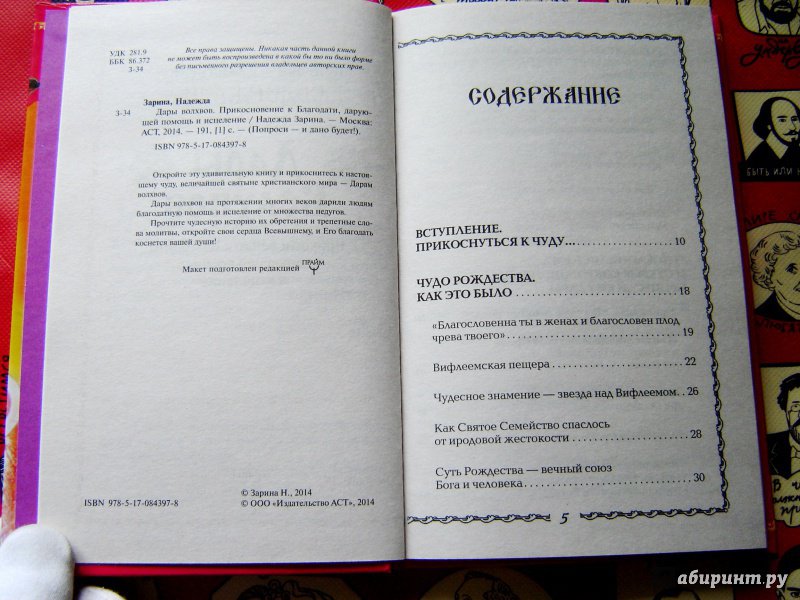 УДК 281.9
ББК 86.372
З-34
Все права защищены. Никакая часть данной книги
не может быть воспроизведена в какой бы то ни было форме
без письменного разрешения владельцев авторских прав.
Зарина, Надежда
З-34 Дары волхвов. Прикосновение к Благодати, дарую-
щей помощь и исцеление / Надежда Зарина. — Москва:
АСТ, 2014. — 191, [1] с. — (Попроси — и дано будет!).
ISBN 978-5-17-084397-8
Откройте эту удивительную книгу и прикоснитесь к настоя-
щему чуду, величайшей святыне христианского мира — Дарам
волхвов.
Дары волхвов на протяжении многих веков дарили людям
благодатную помощь и исцеление от множества недугов.
Прочтите чудесную историю их обретения и трепетные сло-
ва молитвы, откройте свои сердца Всевышнему, и Его благодать
коснется вашей души!
Макет подготовлен редакцией ПРАЙМ
ISBN 978-5-17-084397-8
© Зарина Н., 2014
© ООО «Издательство АСТ», 2014
СОДЕРЖАНИЕ
ВСТУПЛЕНИЕ.
ПРИКОСНУТЬСЯ К ЧУДУ... 10
ЧУДО РОЖДЕСТВА.
КАК ЭТО БЫЛО 18
«Благословенна ты в женах и благословен плод
чрева твоего» 19
Вифлеемская пещера 22
Чудесное знамение — звезда над Вифлеемом. 26
Как Святое Семейство спаслось
от иродовой жестокости 28
Суть Рождества — вечный союз
Бога и человека 30
5
БЫТЬ ИЛИ Н
лабиринт.ру